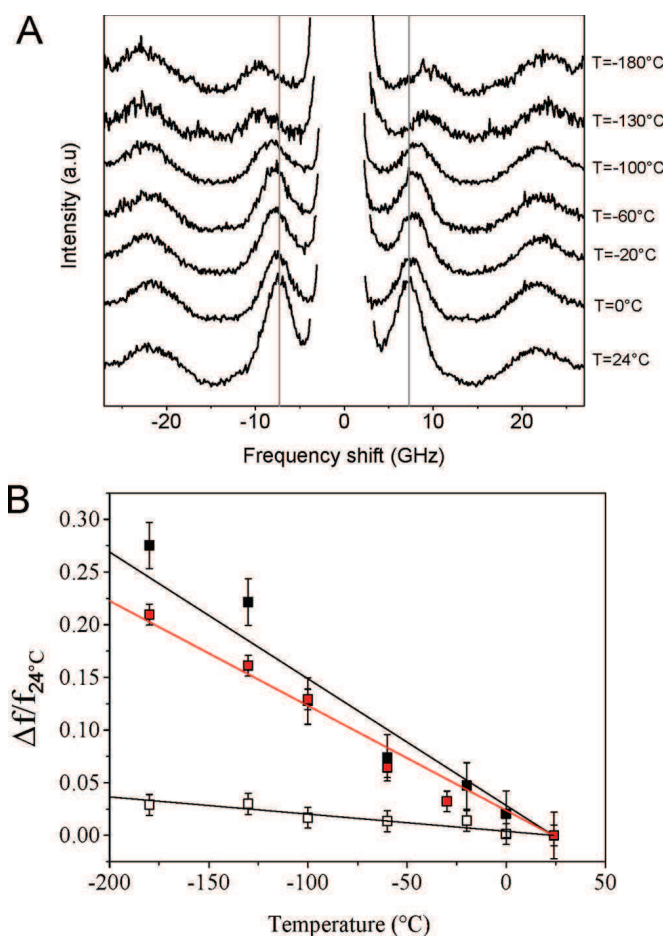 A
T=-180°C
T=-130°C
T=-100°C
T=-60°C
T=-20°C
T=0°C
T=24°C
Intensity (a.u)
-20 -10 0 10 20
Frequency shift (GHz)
B
0.30
0.25
0.20
0.15
0.10
0.05
0.00
Δf/f24°C
-200 -150 -100 -50 0 50
Temperature (°C)